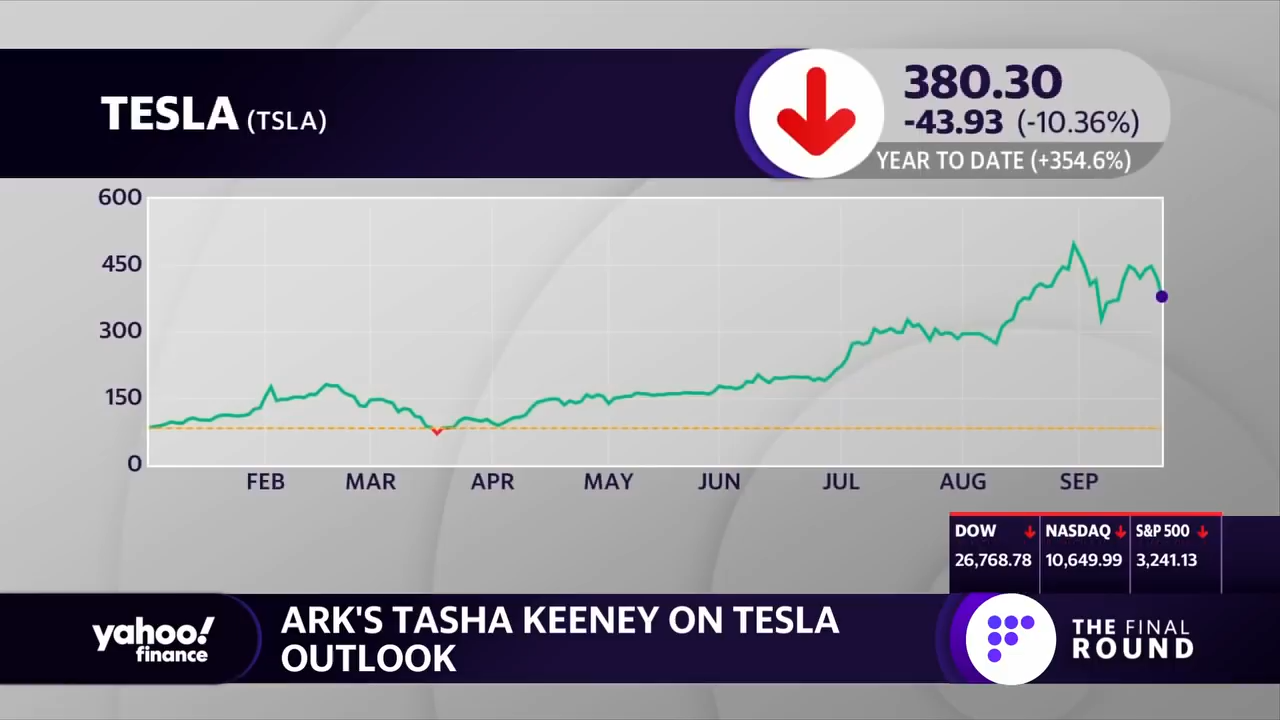 TESLA (TSLA)
380.30
-43.93 (-10.36%)
YEAR TO DATE (+354.6%)
600
450
300
150
0
FEB MAR APR MAY JUN JUL AUG SEP
DOW NASDAQ S&P 500
26,768.78 10,649.99 3,241.13
yahoo!
finance
ARK'S TASHA KEENEY ON TESLA
OUTLOOK
THE FINAL
ROUND